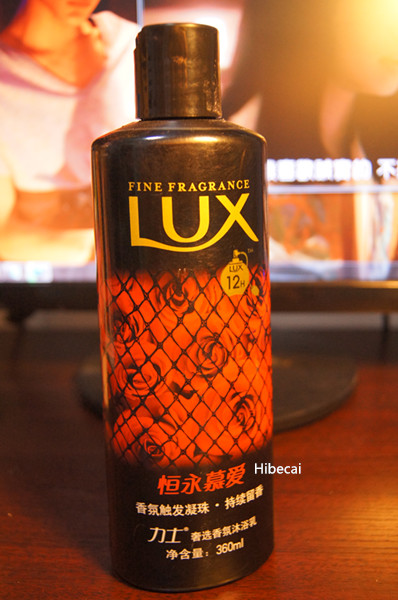 FINE FRAGRANCE
LUX
LUX
12H
恒永慕爱
Hibecai
香氛触发凝珠·持续留香
力士® 奢选香氛沐浴乳
净含量：360ml